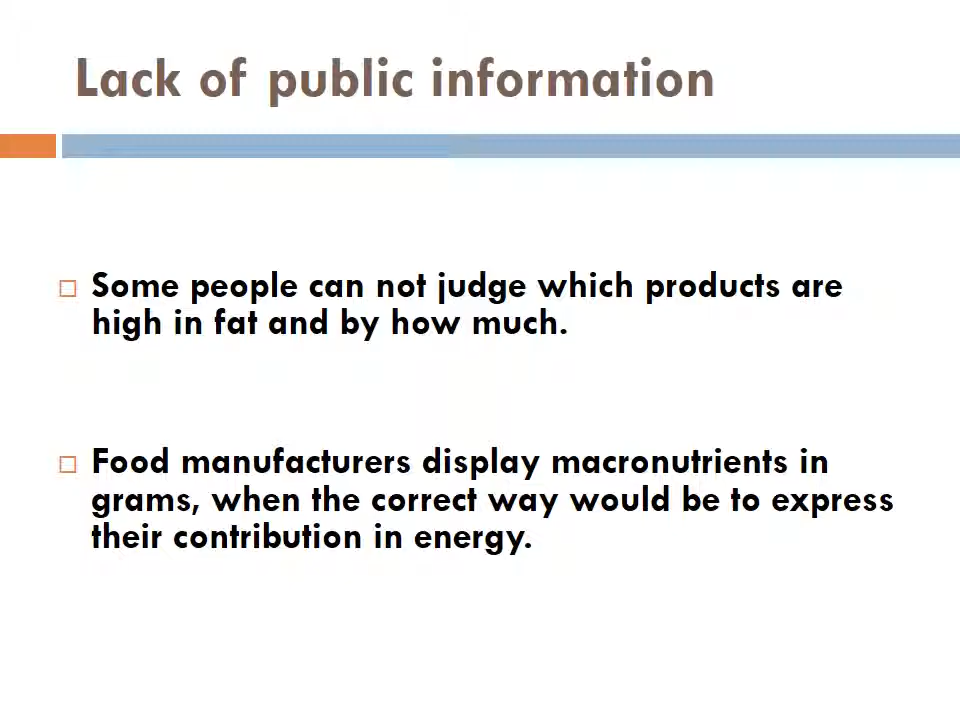 Lack of public information
Some people can not judge which products are
high in fat and by how much.
Food manufacturers display macronutrients in
grams, when the correct way would be to express
their contribution in energy.